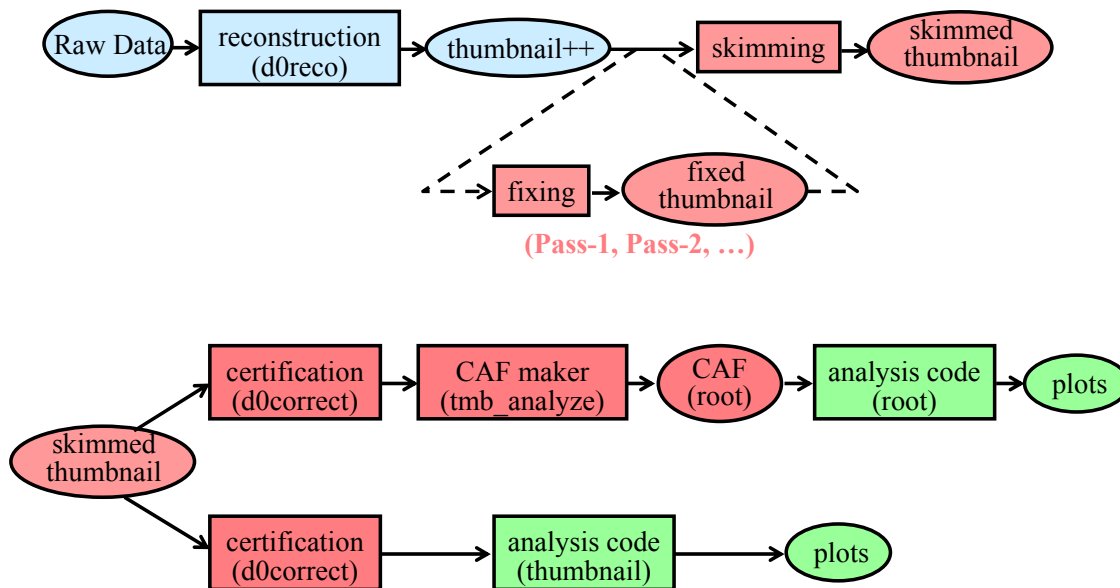 Raw Data
reconstruction
(d0reco)
thumbnail++
skimming
skimmed
thumbnail
fixing
fixed
thumbnail
(Pass-1, Pass-2, …)
skimmed
thumbnail
certification
(d0correct)
CAF maker
(tmb_analyze)
CAF
(root)
analysis code
(root)
plots
certification
(d0correct)
analysis code
(thumbnail)
plots